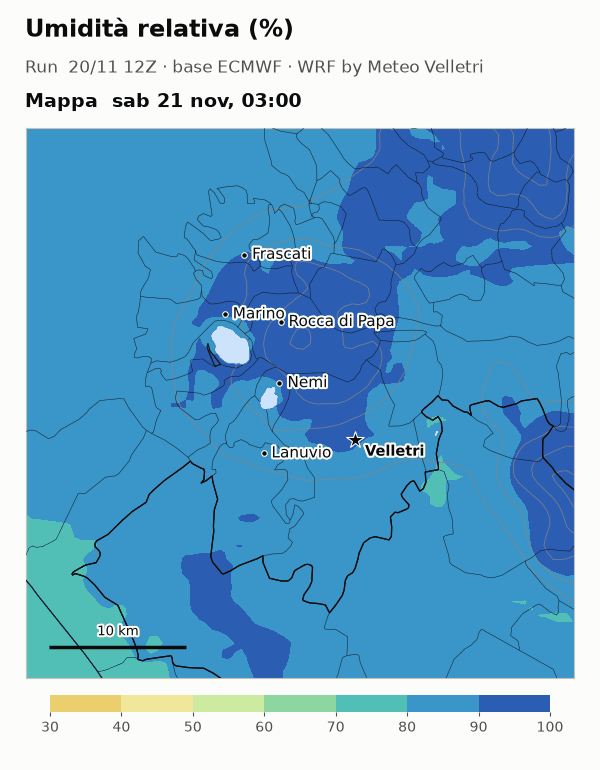 Umidità relativa (%)
Run  20/11 12Z · base ECMWF · WRF by Meteo Velletri
Mappa  sab 21 nov, 03:00
Frascati
Marino
Rocca di Papa
Nemi
Velletri
Lanuvio
10 km
30 40 50 60 70 80 90 100